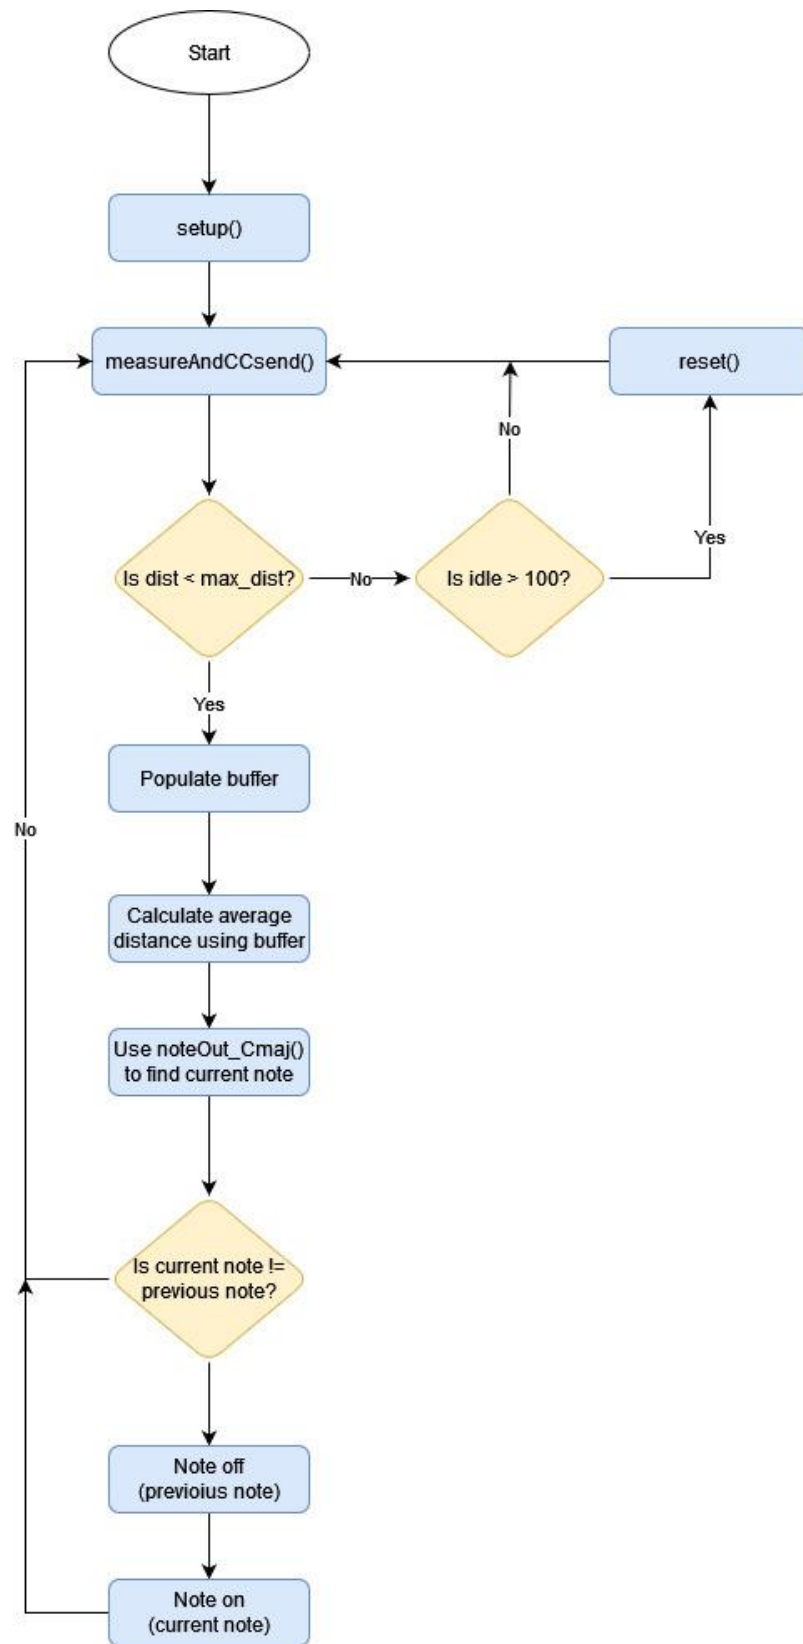 Start
setup()
measureAndCCsend()
reset()
No
Yes
Is dist < max_dist?
No
Is idle > 100?
Yes
Populate buffer
No
Calculate average
distance using buffer
Use noteOut_Cmaj()
to find current note
Is current note !=
previous note?
Note off
(previoius note)
Note on
(current note)